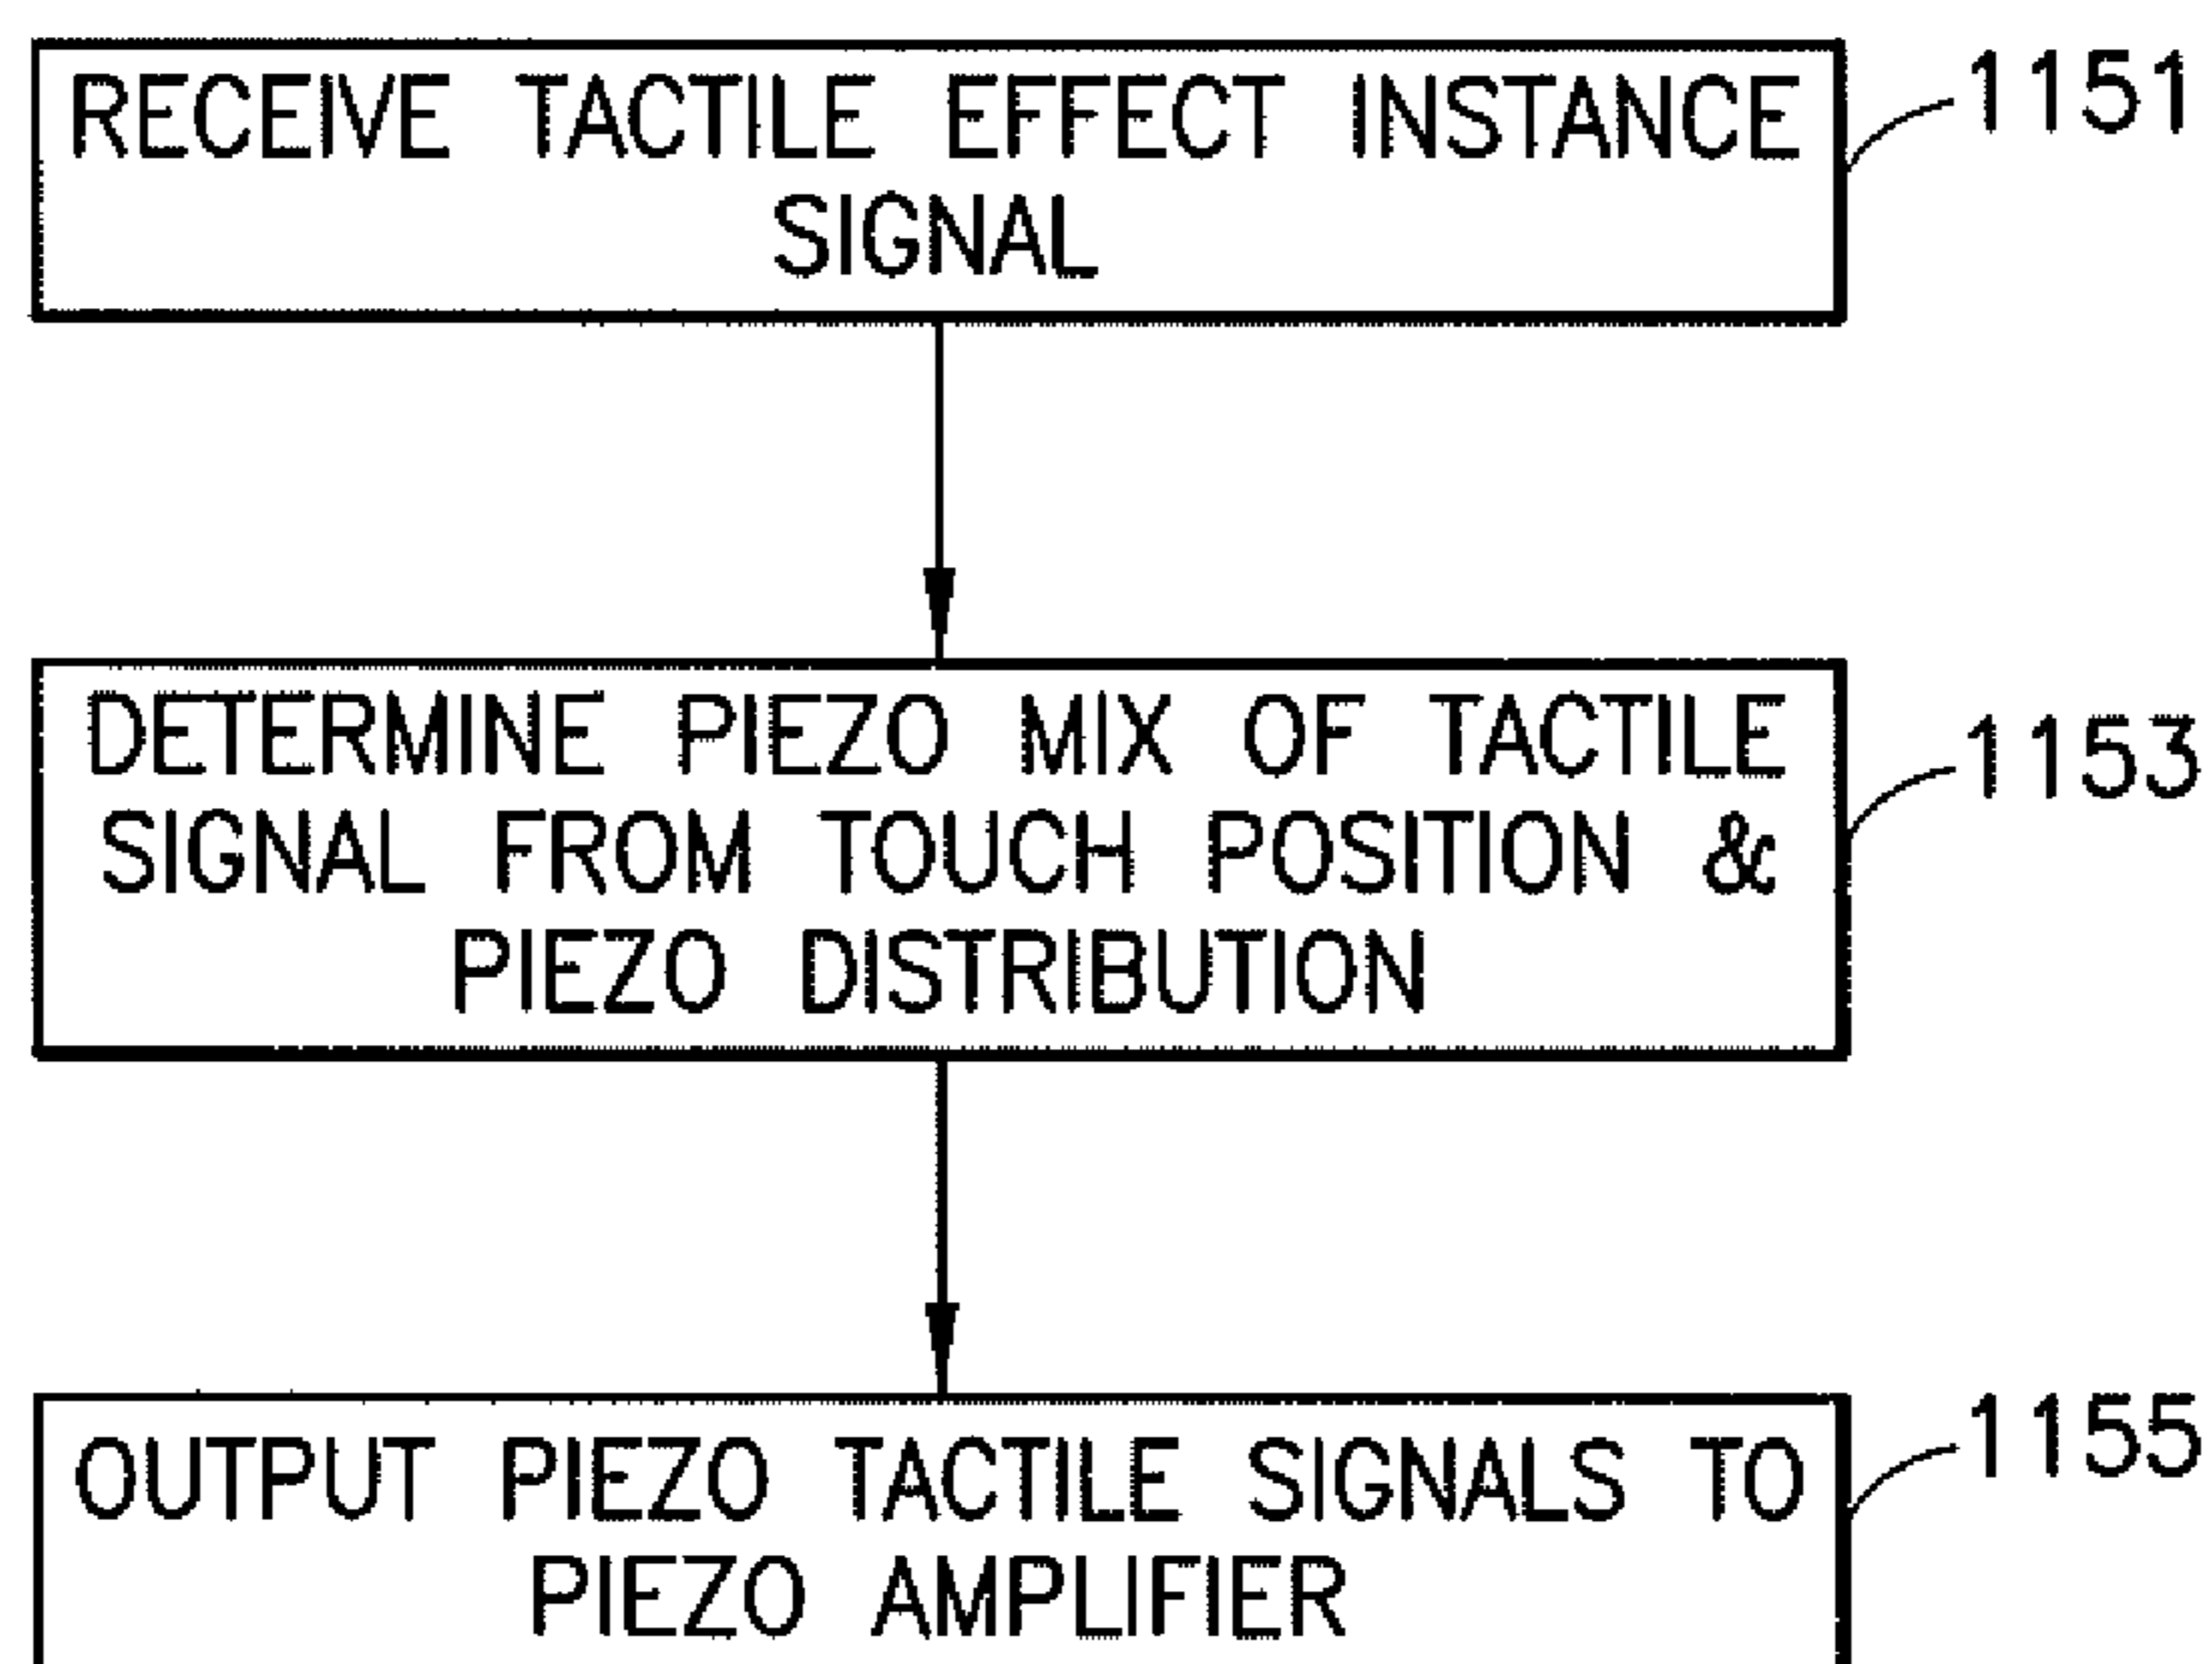 RECEIVE TACTILE EFFECT INSTANCE
SIGNAL
1151
DETERMINE PIEZO MIX OF TACTILE
SIGNAL FROM TOUCH POSITION &
PIEZO DISTRIBUTION
1153
OUTPUT PIEZO TACTILE SIGNALS TO
PIEZO AMPLIFIER
1155